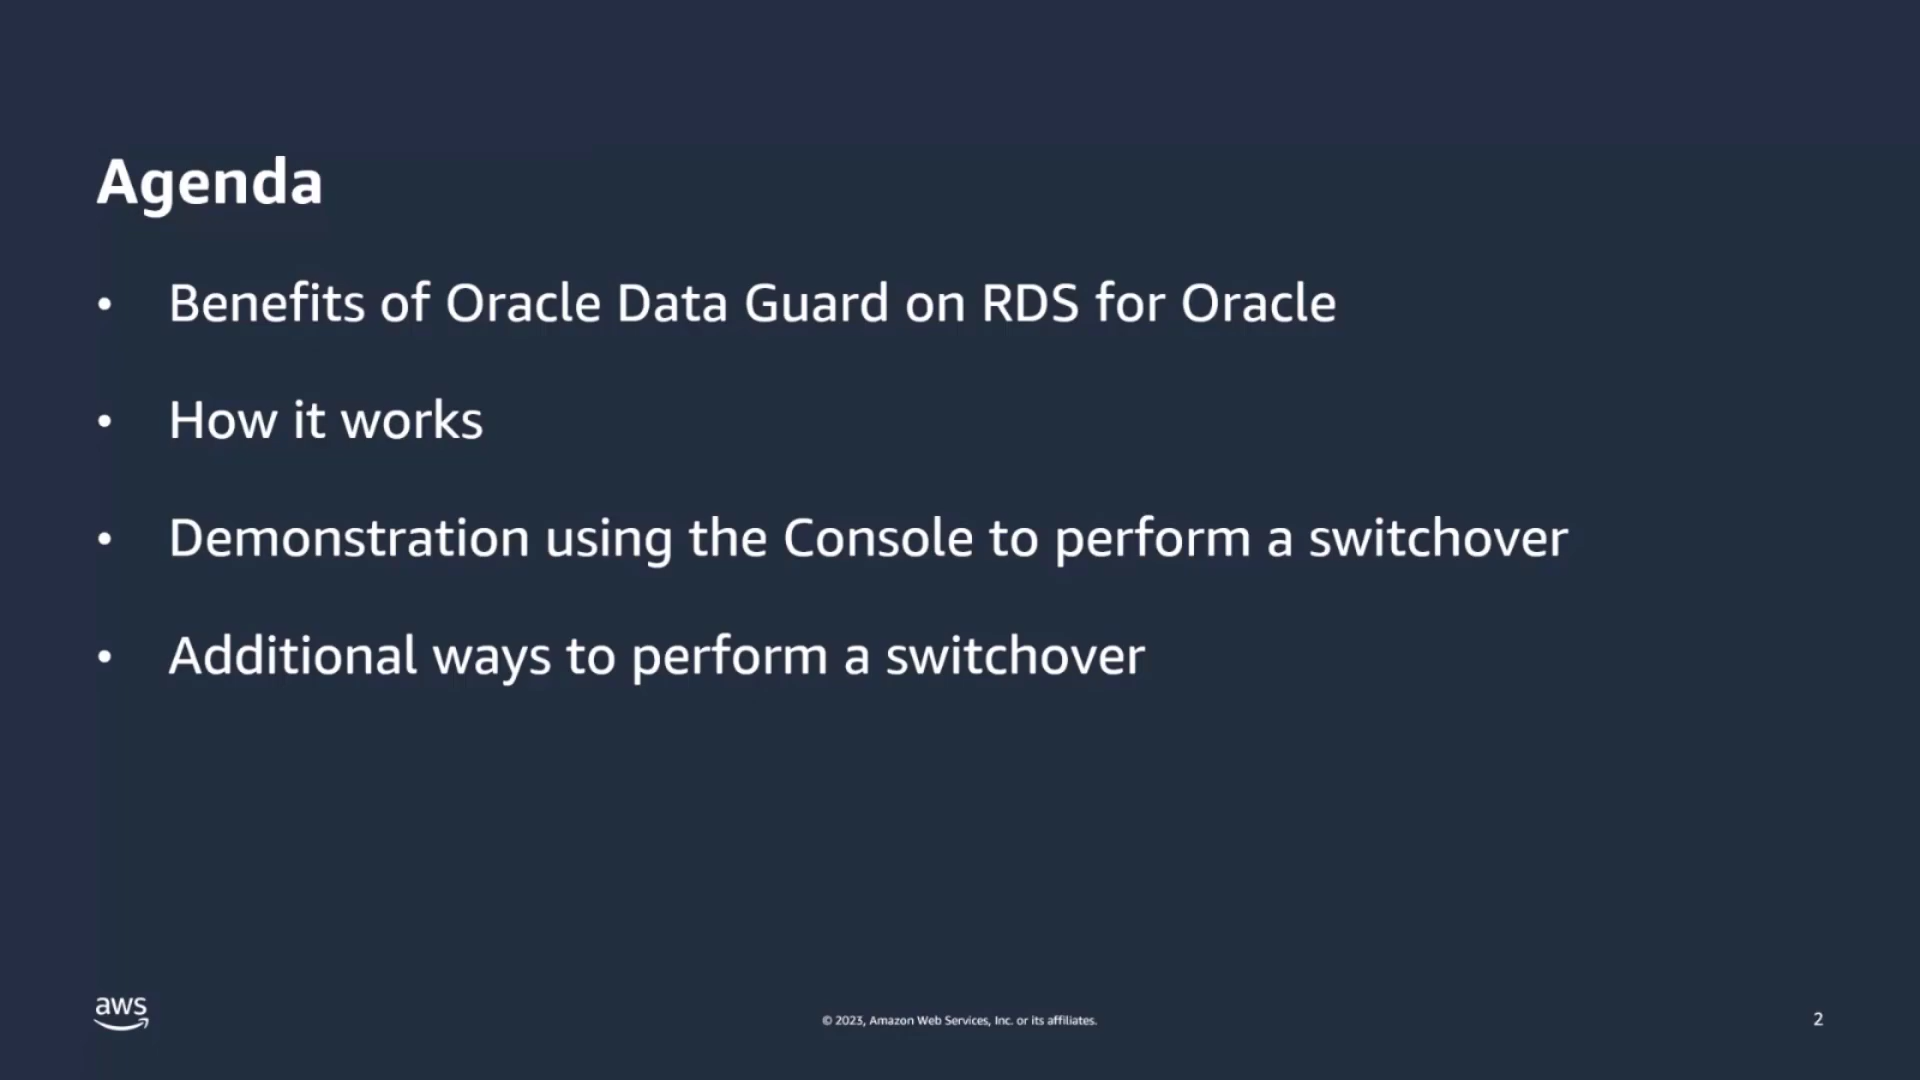 Agenda
• Benefits of Oracle Data Guard on RDS for Oracle
• How it works
• Demonstration using the Console to perform a switchover
• Additional ways to perform a switchover
aws
© 2023, Amazon Web Services, Inc. or its affiliates.
2